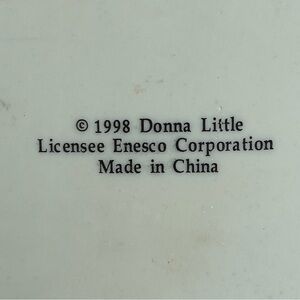 © 1998 Donna Little
Licensee Enesco Corporation
Made in China